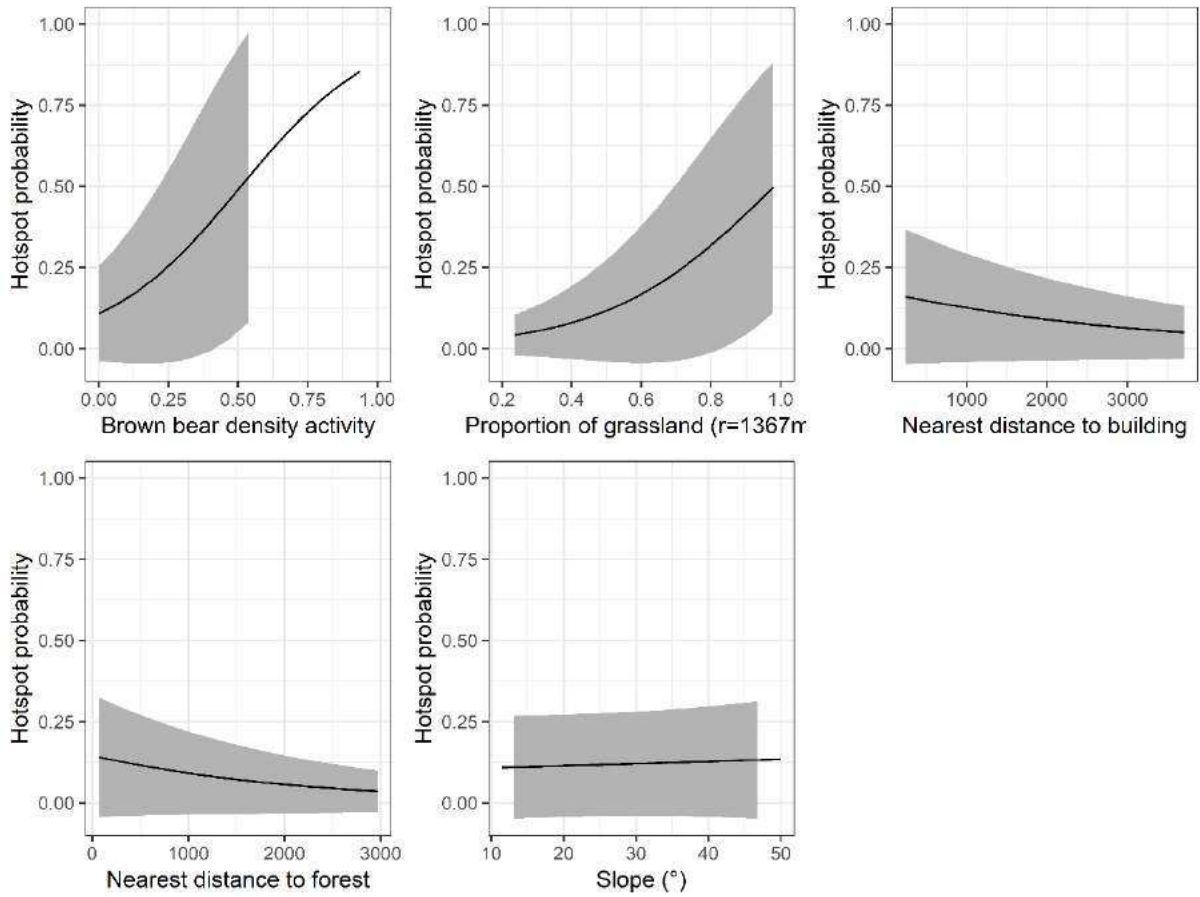 1.00
0.75
0.50
0.25
0.00
Hotspot probability
0.00 0.25 0.50 0.75 1.00
Brown bear density activity
1.00
0.75
0.50
0.25
0.00
Hotspot probability
0.2 0.4 0.6 0.8 1.0
Proportion of grassland (r=1367m
1.00
0.75
0.50
0.25
0.00
Hotspot probability
1000 2000 3000
Nearest distance to building
1.00
0.75
0.50
0.25
0.00
Hotspot probability
0 1000 2000 3000
Nearest distance to forest
1.00
0.75
0.50
0.25
0.00
Hotspot probability
10 20 30 40 50
Slope (°)